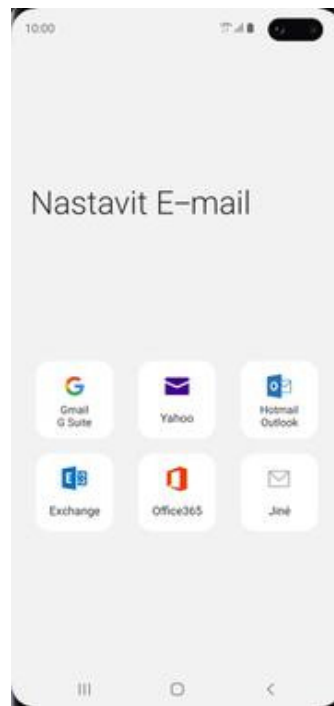 10:00
Nastavit E-mail
Gmail
G Suite
Yahoo
Hotmail
Outlook
Exchange
Office365
Jiné